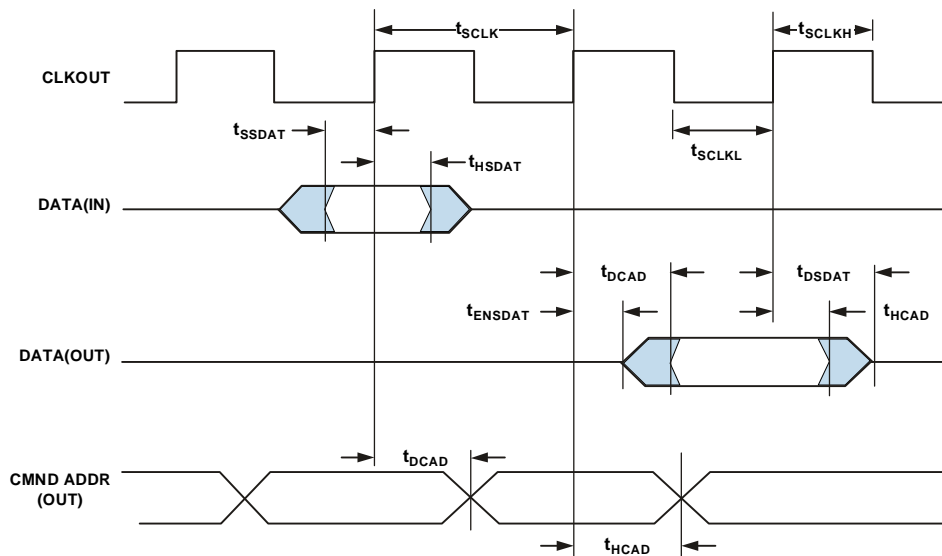 tSCLK
tSCLKH
CLKOUT
tSSDAT
tHSDAT
tSCLKL
DATA(IN)
tDCAD
tDSDAT
tENSDAT
tHCAD
DATA(OUT)
tDCAD
CMND ADDR
(OUT)
tHCAD